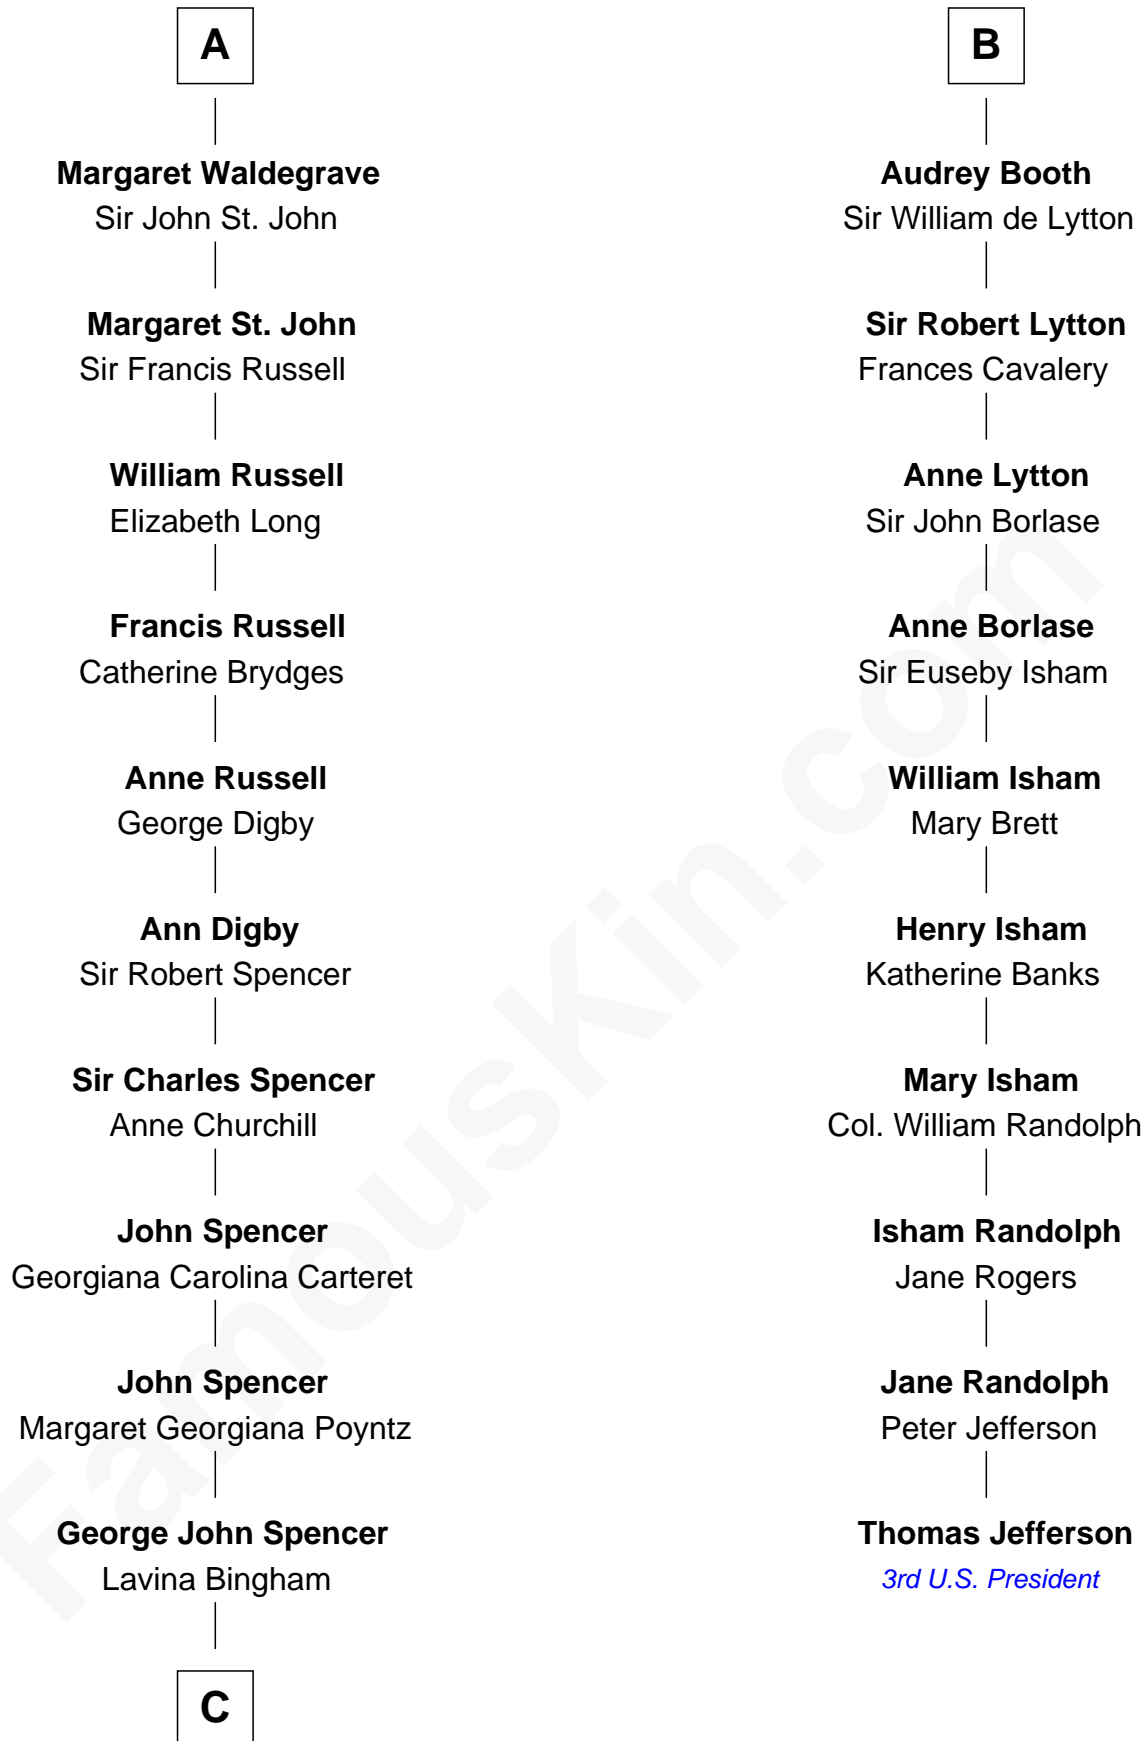 A
Margaret Waldegrave
Sir John St. John
Margaret St. John
Sir Francis Russell
William Russell
Elizabeth Long
Francis Russell
Catherine Brydges
Anne Russell
George Digby
Ann Digby
Sir Robert Spencer
Sir Charles Spencer
Anne Churchill
John Spencer
Georgiana Carolina Carteret
John Spencer
Margaret Georgiana Poyntz
George John Spencer
Lavina Bingham
C
B
Audrey Booth
Sir William de Lytton
Sir Robert Lytton
Frances Cavalery
Anne Lytton
Sir John Borlase
Anne Borlase
Sir Euseby Isham
William Isham
Mary Brett
Henry Isham
Katherine Banks
Mary Isham
Col. William Randolph
Isham Randolph
Jane Rogers
Jane Randolph
Peter Jefferson
Thomas Jefferson
3rd U.S. President
FamousKin.com